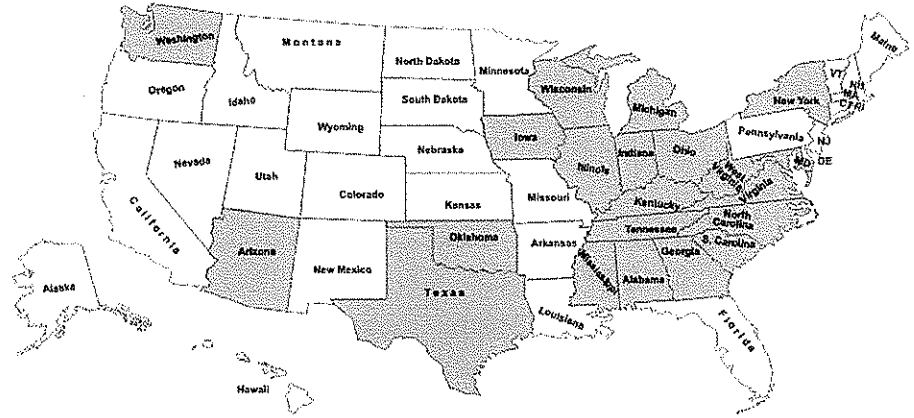 Washington
Montana
North Dakota
Minnesota
Maine
Oregon
Idaho
South Dakota
Wisconsin
Michigan
New York
VT
NH
MA
CT
RI
Wyoming
Iowa
Nebraska
Pennsylvania
NJ
Nevada
Utah
Colorado
Illinois
Indiana
Ohio
West
Virginia
Virginia
MD
DE
California
Kansas
Missouri
Kentucky
Arizona
New Mexico
Oklahoma
Arkansas
Tennessee
North
Carolina
S. Carolina
Texas
Louisiana
Mississippi
Alabama
Georgia
Florida
Alaska
Hawaii